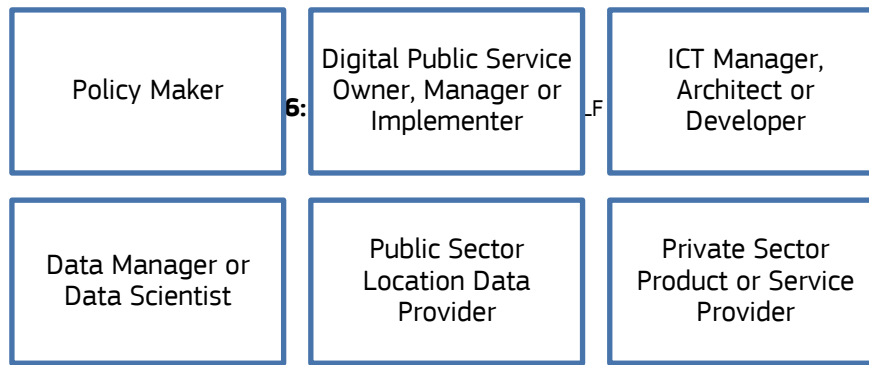 Policy Maker
Digital Public Service
Owner, Manager or
Implementer
ICT Manager,
Architect or
Developer
6:
LF
Data Manager or
Data Scientist
Public Sector
Location Data
Provider
Private Sector
Product or Service
Provider